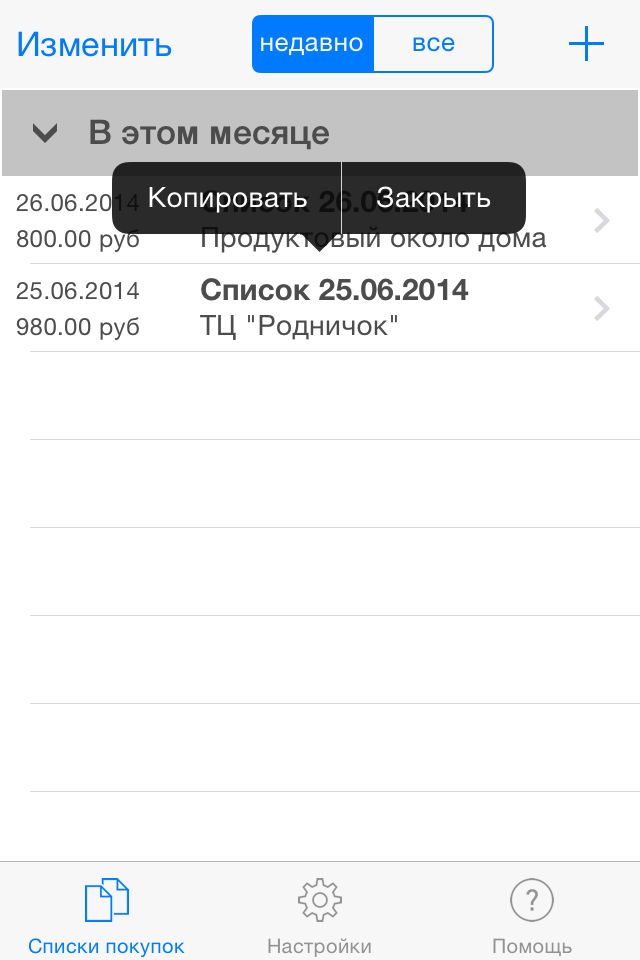 Изменить недавно все
В этом месяце
Копировать Закрыть
26.06.2014 Список 26.06.2014
800.00 руб Продуктовый около дома
25.06.2014 Список 25.06.2014
980.00 руб ТЦ "Родничок"
Списки покупок Настройки Помощь